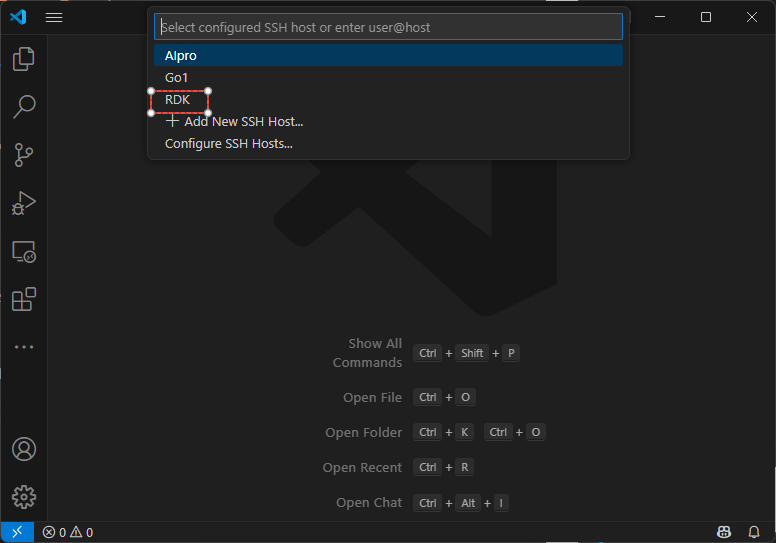 Select configured SSH host or enter user@host
AIpro
Go1
RDK
+ Add New SSH Host...
Configure SSH Hosts...
Show All
Commands
Ctrl + Shift + P
Open File Ctrl + O
Open Folder Ctrl + K Ctrl + O
Open Recent Ctrl + R
Open Chat Ctrl + Alt + I
0 0